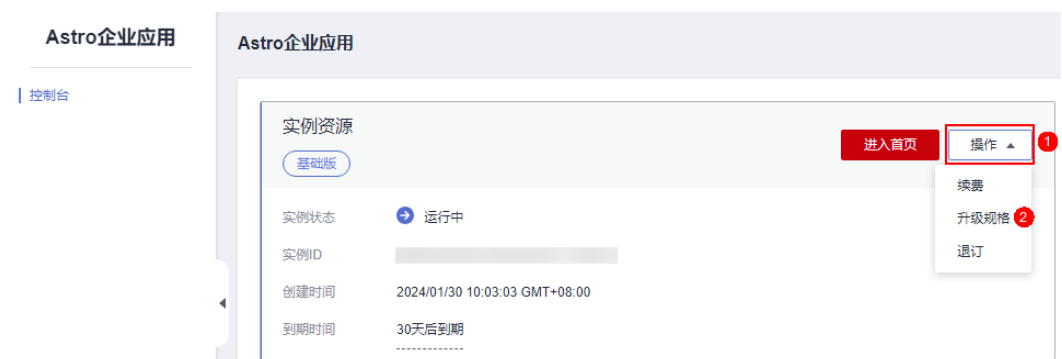 Astro企业应用
Astro企业应用
控制台
实例资源
基础版
进入首页
操作
1
续费
升级规格
2
退订
实例状态
运行中
实例ID
创建时间
2024/01/30 10:03:03 GMT+08:00
到期时间
30天后到期